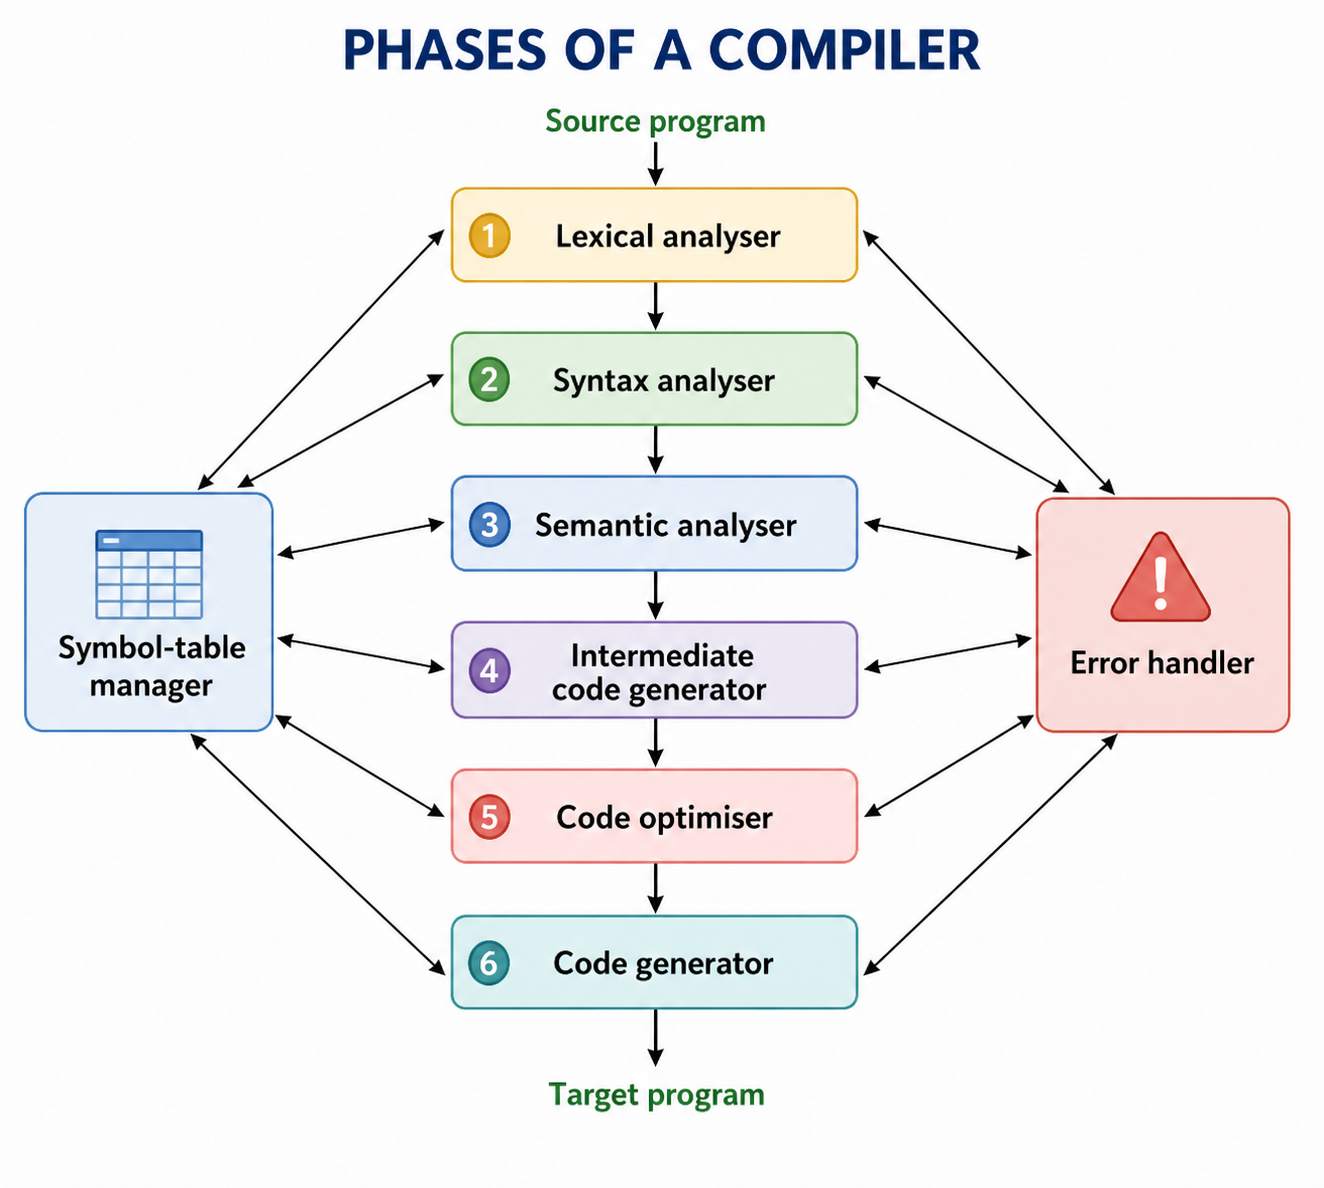 PHASES OF A COMPILER
Source program
1 Lexical analyser
2 Syntax analyser
3 Semantic analyser
4 Intermediate
code generator
5 Code optimiser
6 Code generator
Symbol-table
manager
Error handler
Target program